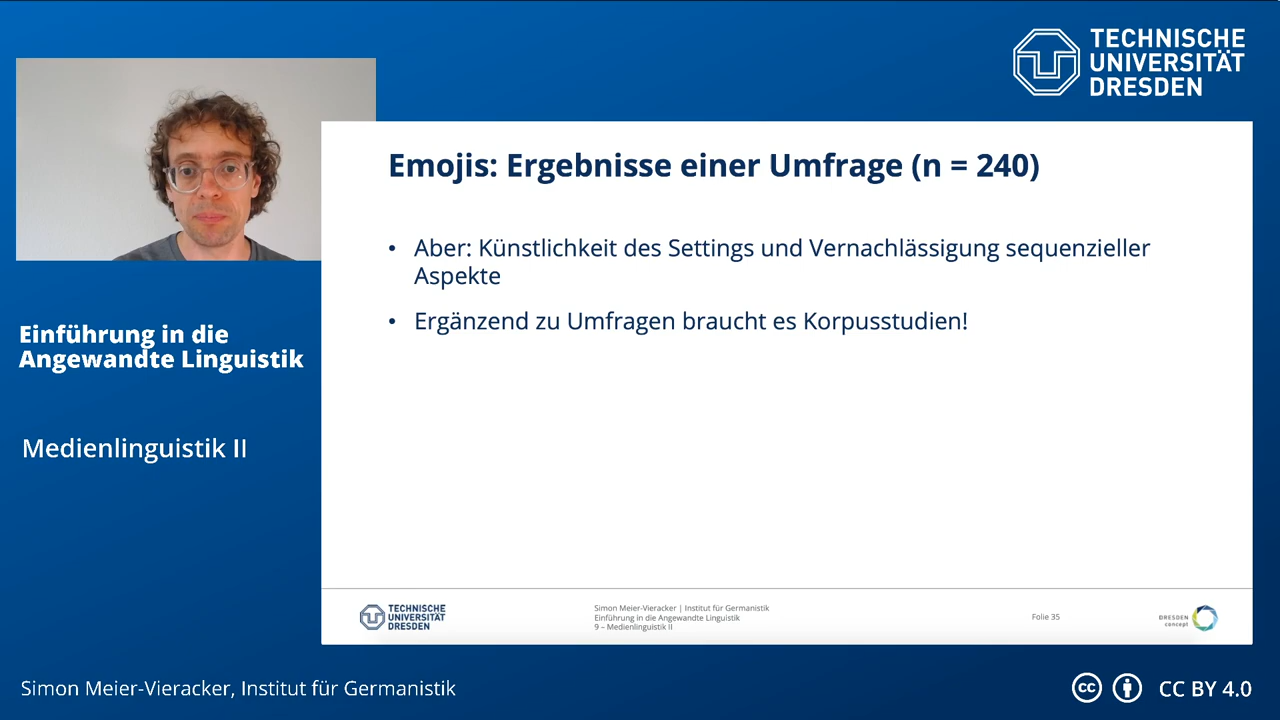 TECHNISCHE
UNIVERSITÄT
DRESDEN
Emojis: Ergebnisse einer Umfrage (n = 240)
• Aber: Künstlichkeit des Settings und Vernachlässigung sequenzieller
Aspekte
• Ergänzend zu Umfragen braucht es Korpusstudien!
Einführung in die
Angewandte Linguistik
Medienlinguistik II
TECHNISCHE
UNIVERSITÄT
DRESDEN
Simon Meier-Vieracker | Institut für Germanistik
Einführung in die Angewandte Linguistik
9 – Medienlinguistik II
Folie 35
DRESDEN
concept
Simon Meier-Vieracker, Institut für Germanistik
cc
CC BY 4.0